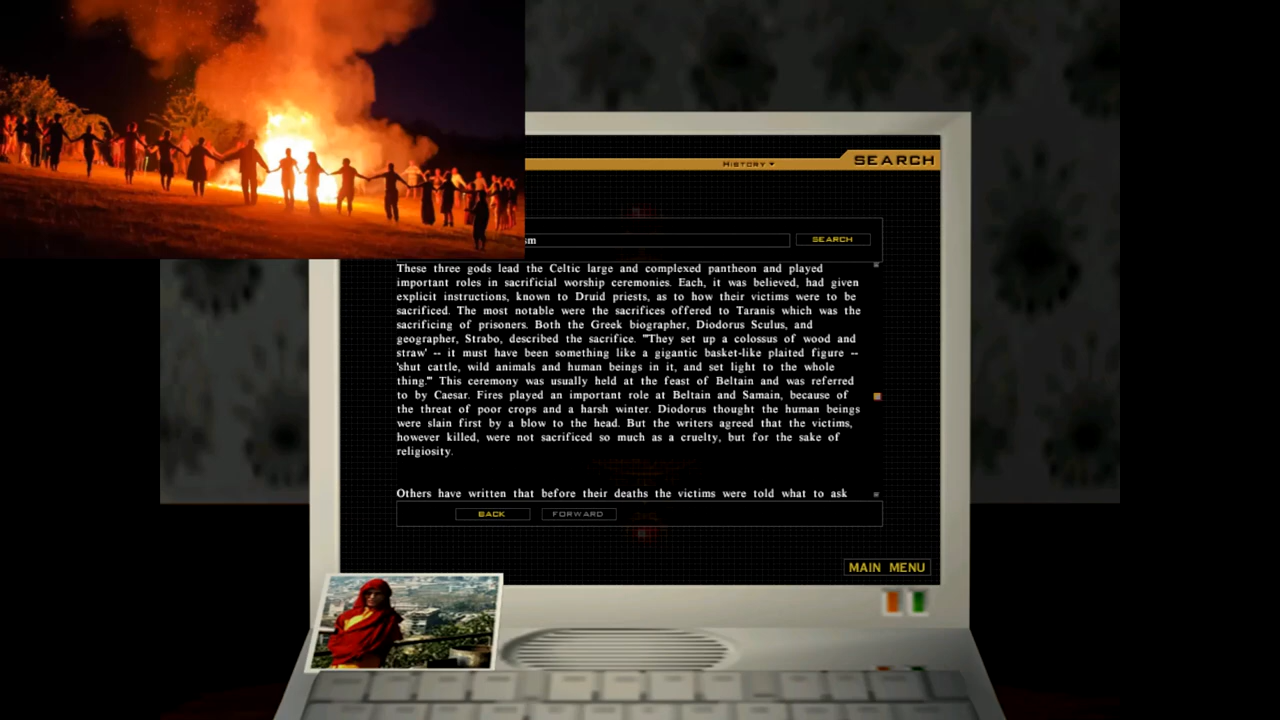 HISTORY
SEARCH
sm
SEARCH
These three gods lead the Celtic large and complexed pantheon and played
important roles in sacrificial worship ceremonies. Each, it was believed, had given
explicit instructions, known to Druid priests, as to how their victims were to be
sacrificed. The most notable were the sacrifices offered to Taranis which was the
sacrificing of prisoners. Both the Greek biographer, Diodorus Sculus, and
geographer, Strabo, described the sacrifice. "They set up a colossus of wood and
straw' -- it must have been something like a gigantic basket-like plaited figure --
'shut cattle, wild animals and human beings in it, and set light to the whole
thing."' This ceremony was usually held at the feast of Beltain and was referred
to by Caesar. Fires played an important role at Beltain and Samain, because of
the threat of poor crops and a harsh winter. Diodorus thought the human beings
were slain first by a blow to the head. But the writers agreed that the victims,
however killed, were not sacrificed so much as a cruelty, but for the sake of
religiosity.
Others have written that before their deaths the victims were told what to ask
BACK
FORWARD
MAIN MENU